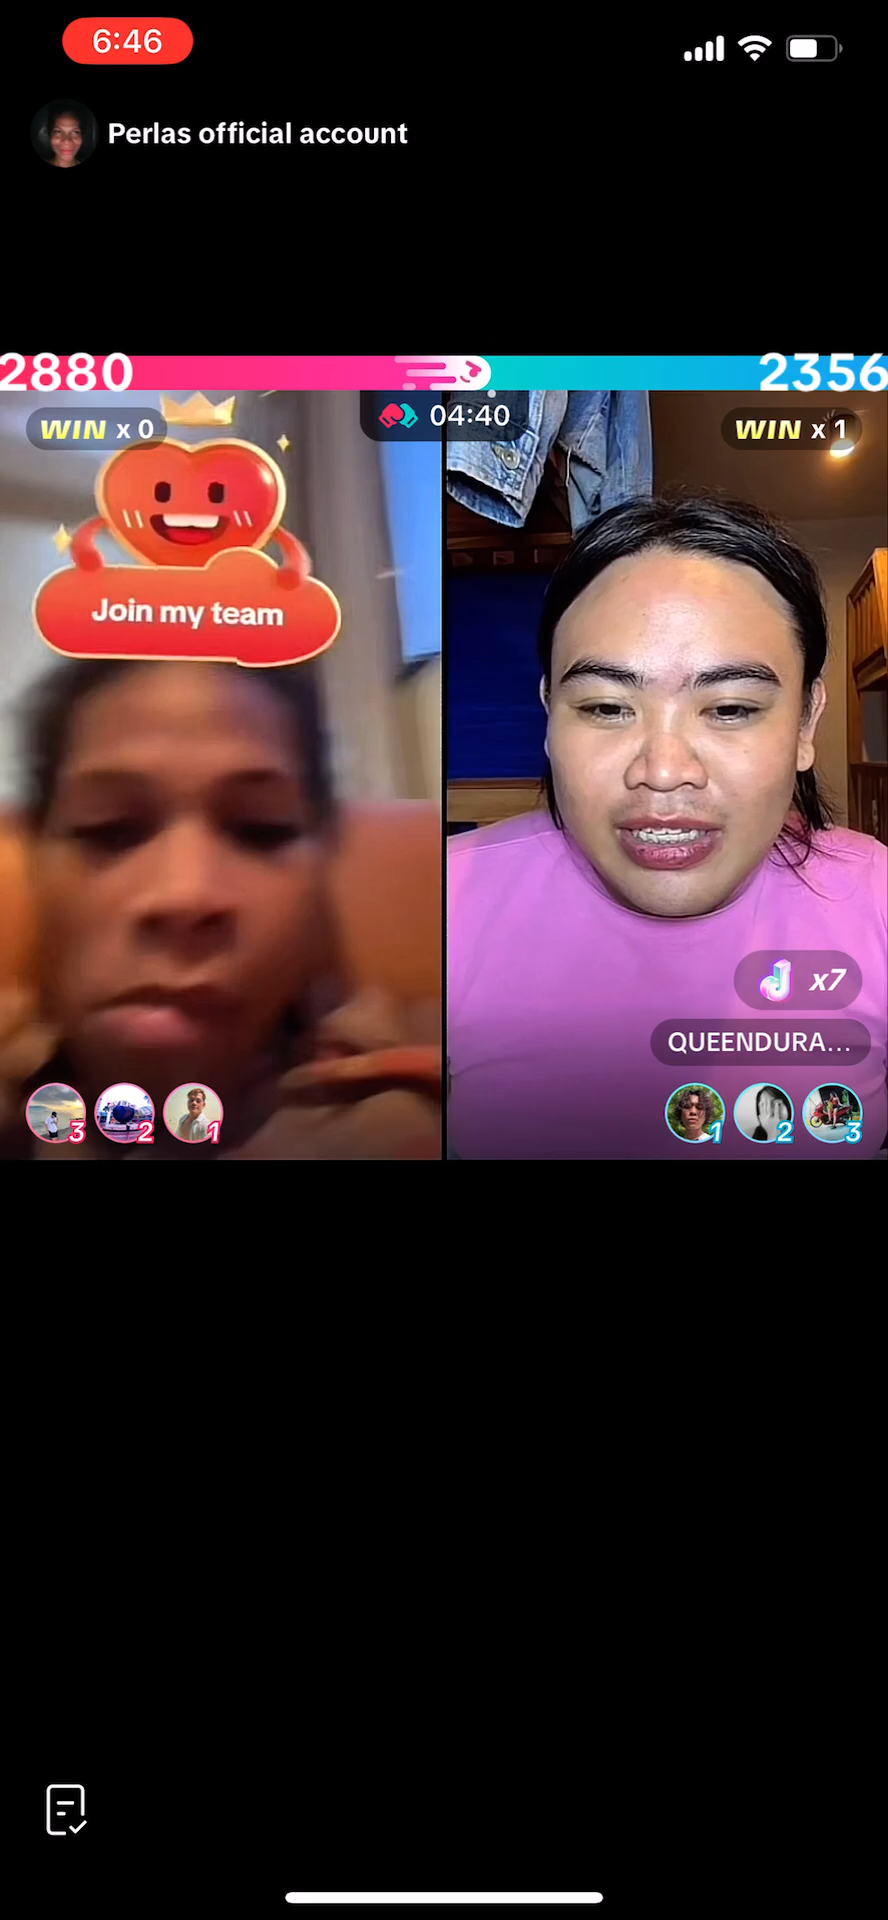 6:46
Perlas official account
2880
2356
WIN x 0
04:40
WIN x 1
Join my team
x7
QUEENDURA...
3
2
1
1
2
3